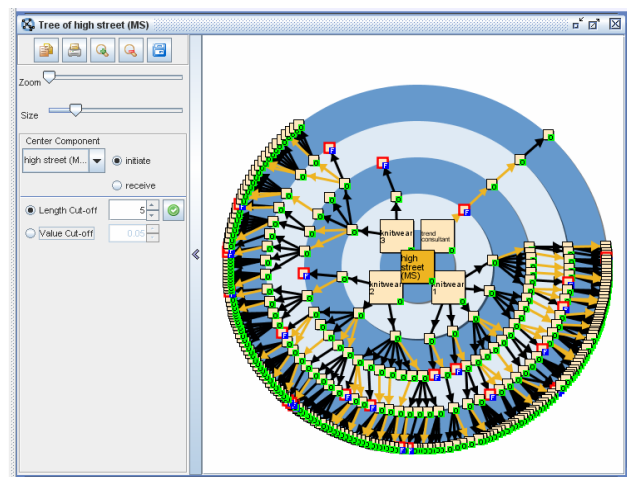 Tree of high street (MS)
Zoom
Size
Center Component
high street (M...
initiate
receive
Length Cut-off
5
Value Cut-off
0.05
knitwear
3
trend
consultant
high
street
(MS)
knitwear
2
knitwear
1